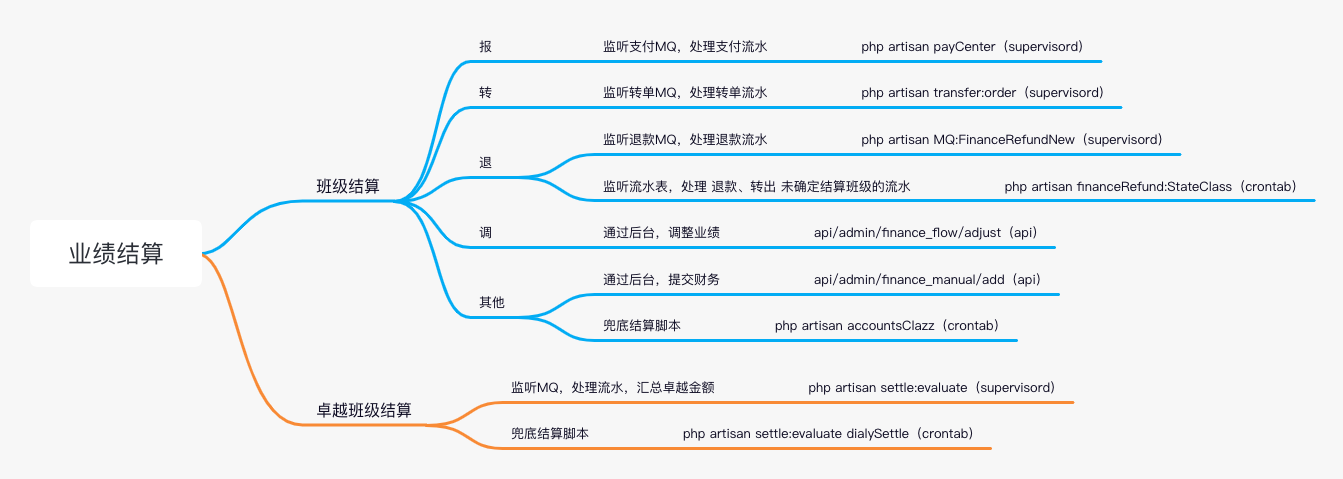 业绩结算
班级结算
报
监听支付MQ，处理支付流水 php artisan payCenter（supervisord）
转
监听转单MQ，处理转单流水 php artisan transfer:order（supervisord）
退
监听退款MQ，处理退款流水 php artisan MQ:FinanceRefundNew（supervisord）
监听流水表，处理 退款、转出 未确定结算班级的流水 php artisan financeRefund:StateClass（crontab）
调
通过后台，调整业绩 api/admin/finance_flow/adjust（api）
其他
通过后台，提交财务 api/admin/finance_manual/add（api）
兜底结算脚本 php artisan accountsClazz（crontab）
卓越班级结算
监听MQ，处理流水，汇总卓越金额 php artisan settle:evaluate（supervisord）
兜底结算脚本 php artisan settle:evaluate dialySettle（crontab）